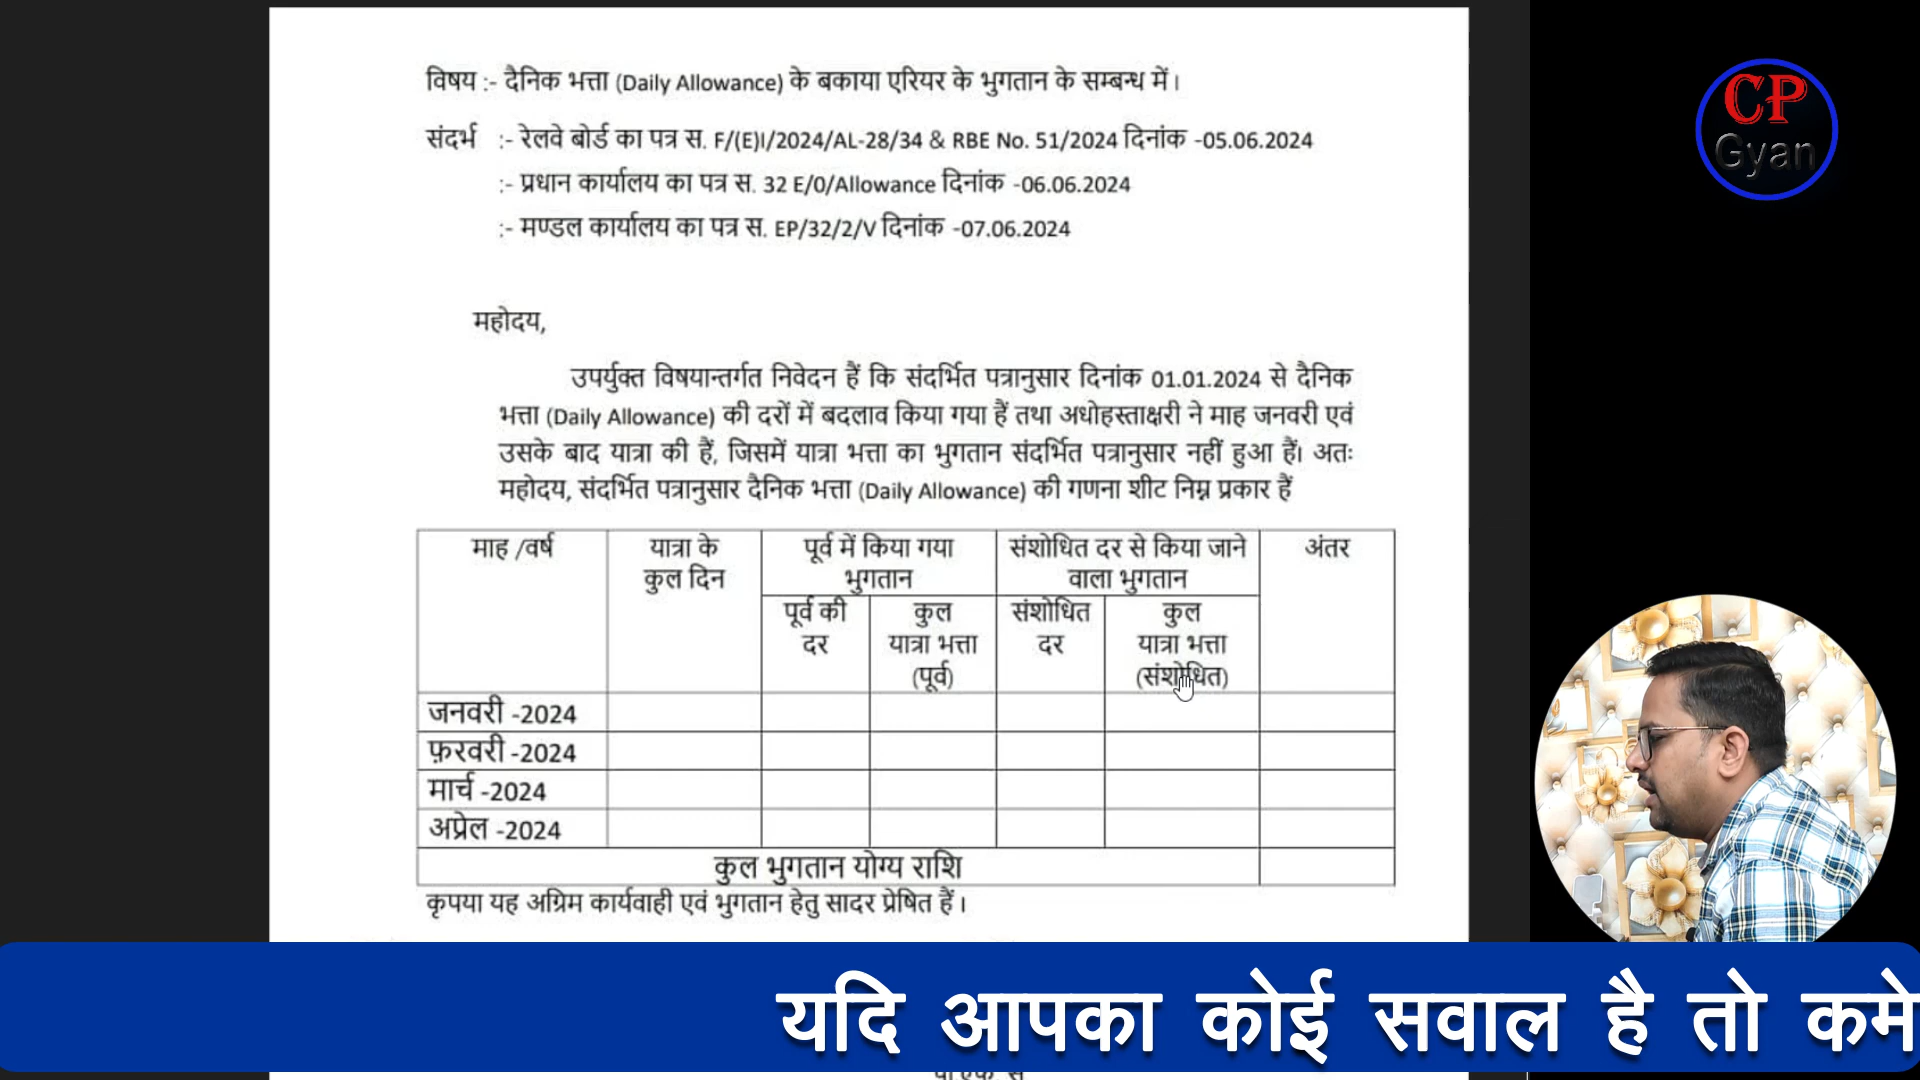 विषय :- दैनिक भत्ता (Daily Allowance) के बकाया एरियर के भुगतान के सम्बन्ध में ।
संदर्भ :- रेलवे बोर्ड का पत्र स. F/(E)I/2024/AL-28/34 & RBE No. 51/2024 दिनांक -05.06.2024
:- प्रधान कार्यालय का पत्र स. 32 E/0/Allowance दिनांक -06.06.2024
:- मण्डल कार्यालय का पत्र स. EP/32/2/V दिनांक -07.06.2024
महोदय,
उपर्युक्त विषयान्तर्गत निवेदन हैं कि संदर्भित पत्रानुसार दिनांक 01.01.2024 से दैनिक
भत्ता (Daily Allowance) की दरों में बदलाव किया गया हैं तथा अधोहस्ताक्षरी ने माह जनवरी एवं
उसके बाद यात्रा की हैं, जिसमें यात्रा भत्ता का भुगतान संदर्भित पत्रानुसार नहीं हुआ हैं। अतः
महोदय, संदर्भित पत्रानुसार दैनिक भत्ता (Daily Allowance) की गणना शीट निम्न प्रकार हैं
माह /वर्ष
यात्रा के
कुल दिन
पूर्व में किया गया
भुगतान
संशोधित दर से किया जाने
वाला भुगतान
अंतर
पूर्व की
दर
कुल
यात्रा भत्ता
(पूर्व)
संशोधित
दर
कुल
यात्रा भत्ता
(संशोधित)
जनवरी -2024
फ़रवरी -2024
मार्च -2024
अप्रेल -2024
कुल भुगतान योग्य राशि
कृपया यह अग्रिम कार्यवाही एवं भुगतान हेतु सादर प्रेषित हैं ।
CP
Gyan
यदि आपका कोई सवाल है तो कमे